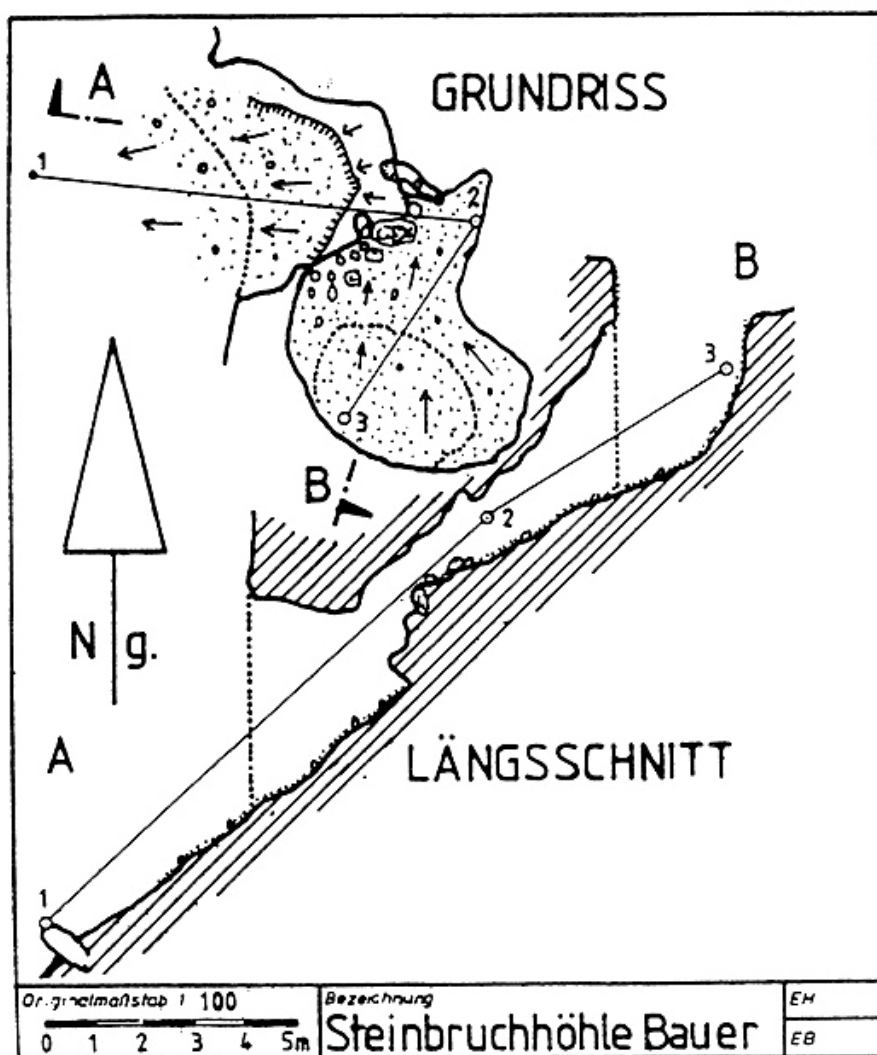 GRUNDRISS
A
1
2
B
3
3
B
2
N g.
A
LÄNGSSCHNITT
1
Originalmaßstab 1 100
0 1 2 3 4 5m
Bezeichnung
Steinbruchhöhle Bauer
EH
EB